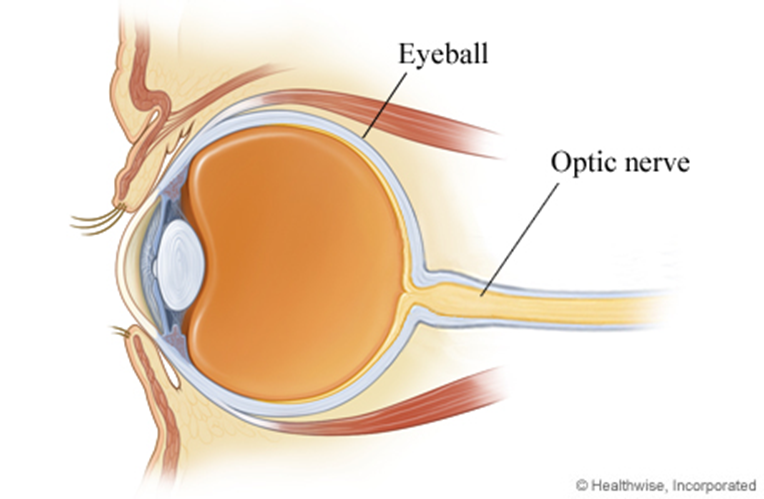 Eyeball
Optic nerve
© Healthwise, Incorporated